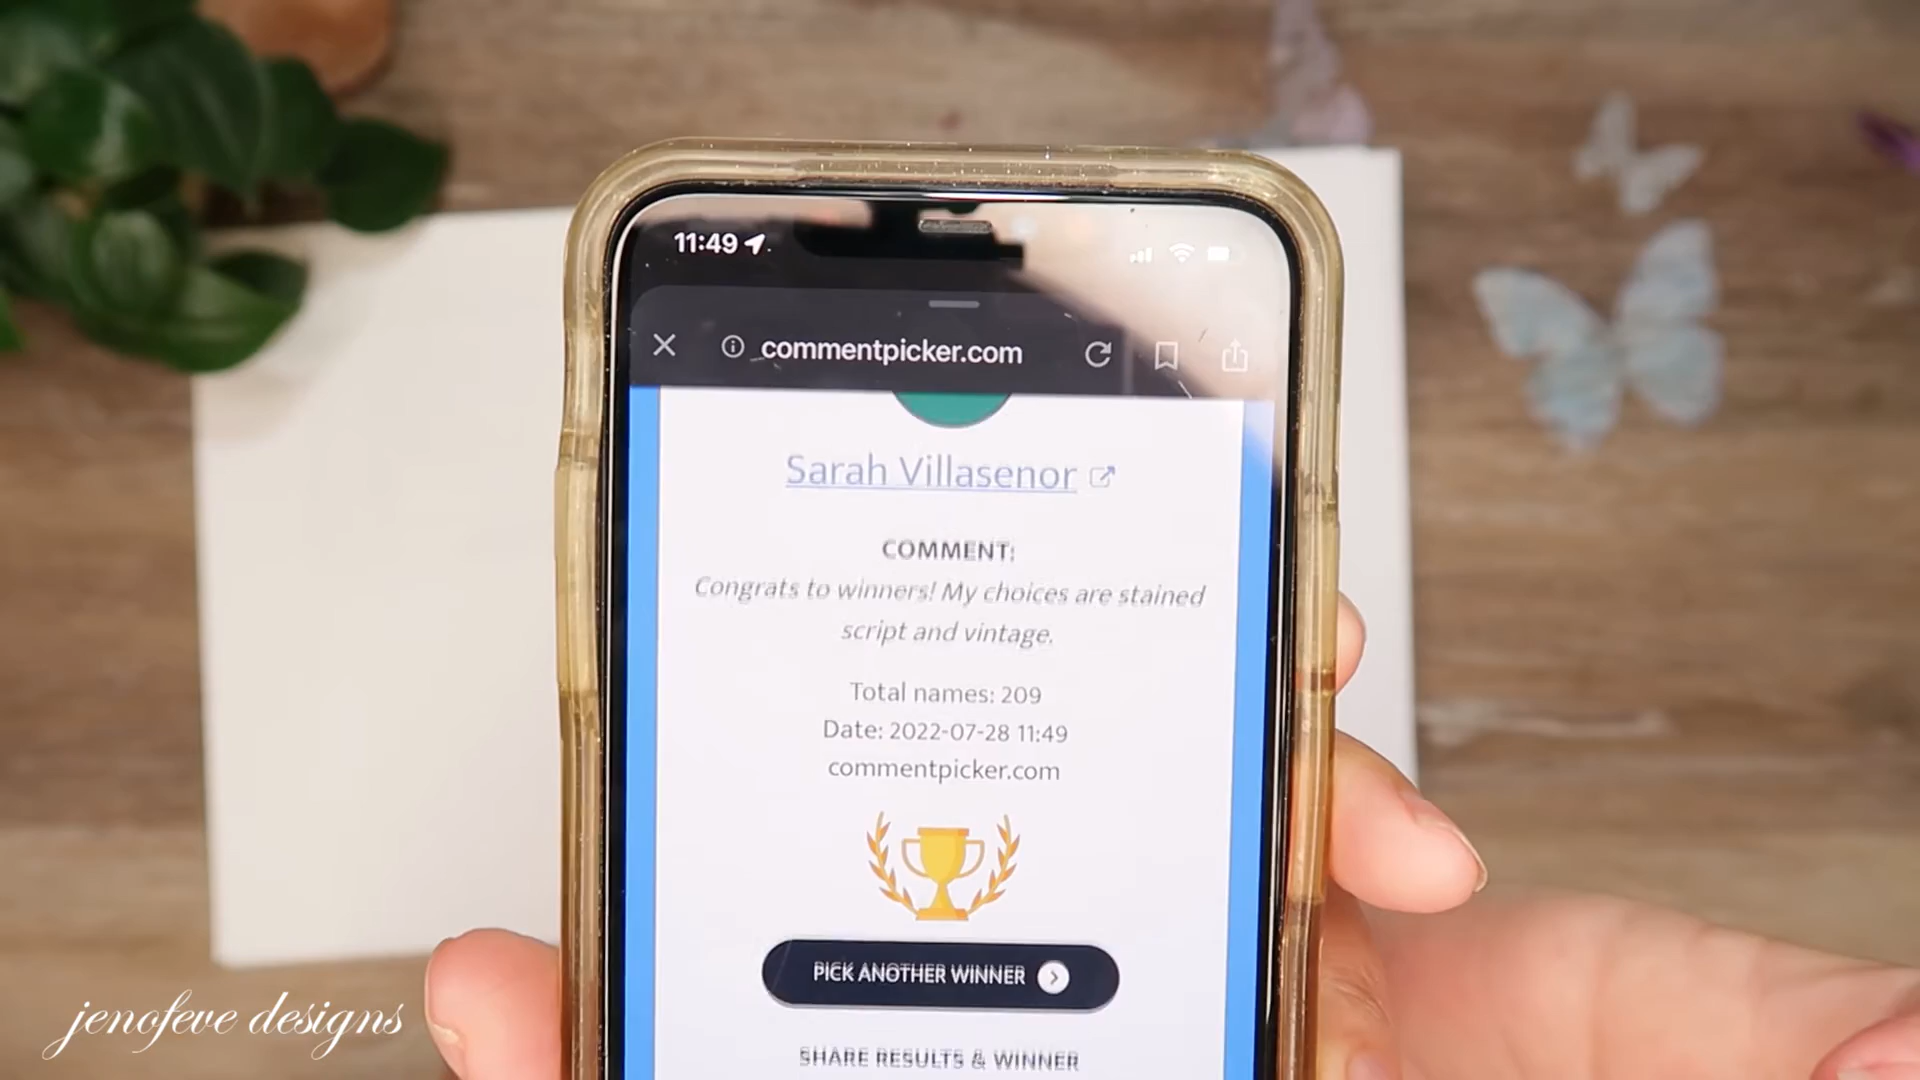 11:49
commentpicker.com
Sarah Villasenor
COMMENT:
Congrats to winners! My choices are stained
script and vintage.
Total names: 209
Date: 2022-07-28 11:49
commentpicker.com
PICK ANOTHER WINNER
SHARE RESULTS & WINNER
jenofeve designs